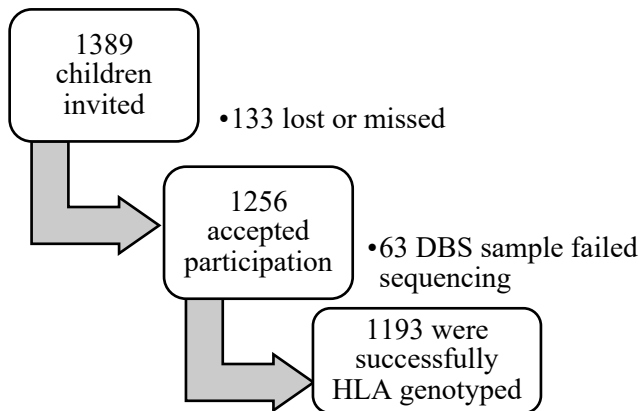 1389
children
invited
•133 lost or missed
1256
accepted
participation
•63 DBS sample failed
sequencing
1193 were
successfully
HLA genotyped